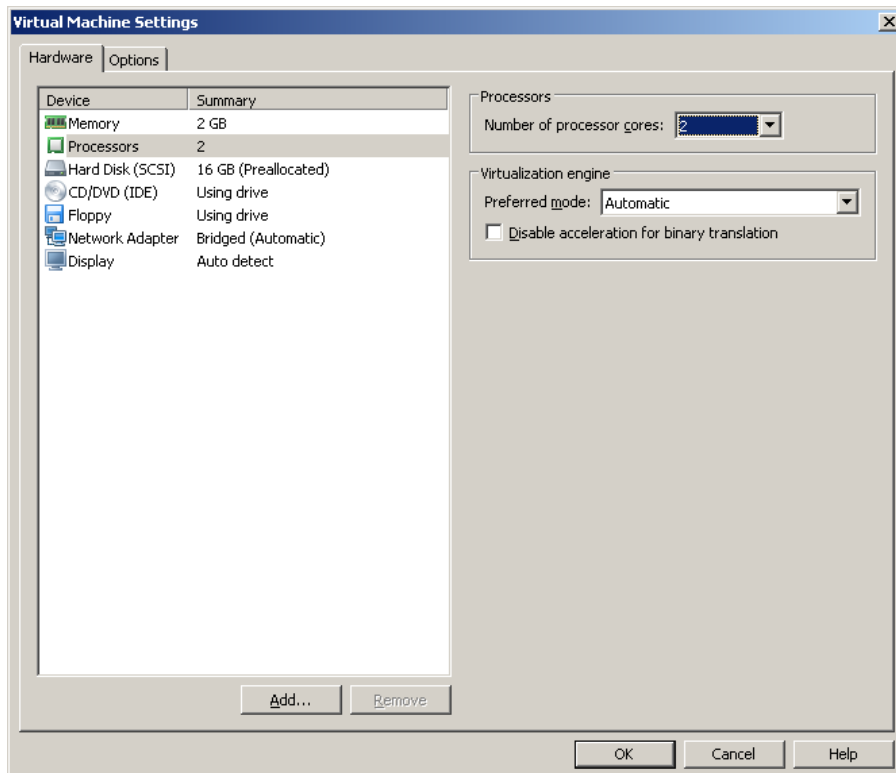 Virtual Machine Settings
Hardware Options
Device Summary
Memory 2 GB
Processors 2
Hard Disk (SCSI) 16 GB (Preallocated)
CD/DVD (IDE) Using drive
Floppy Using drive
Network Adapter Bridged (Automatic)
Display Auto detect
Add... Remove
Processors
Number of processor cores: 2
Virtualization engine
Preferred mode: Automatic
Disable acceleration for binary translation
OK Cancel Help